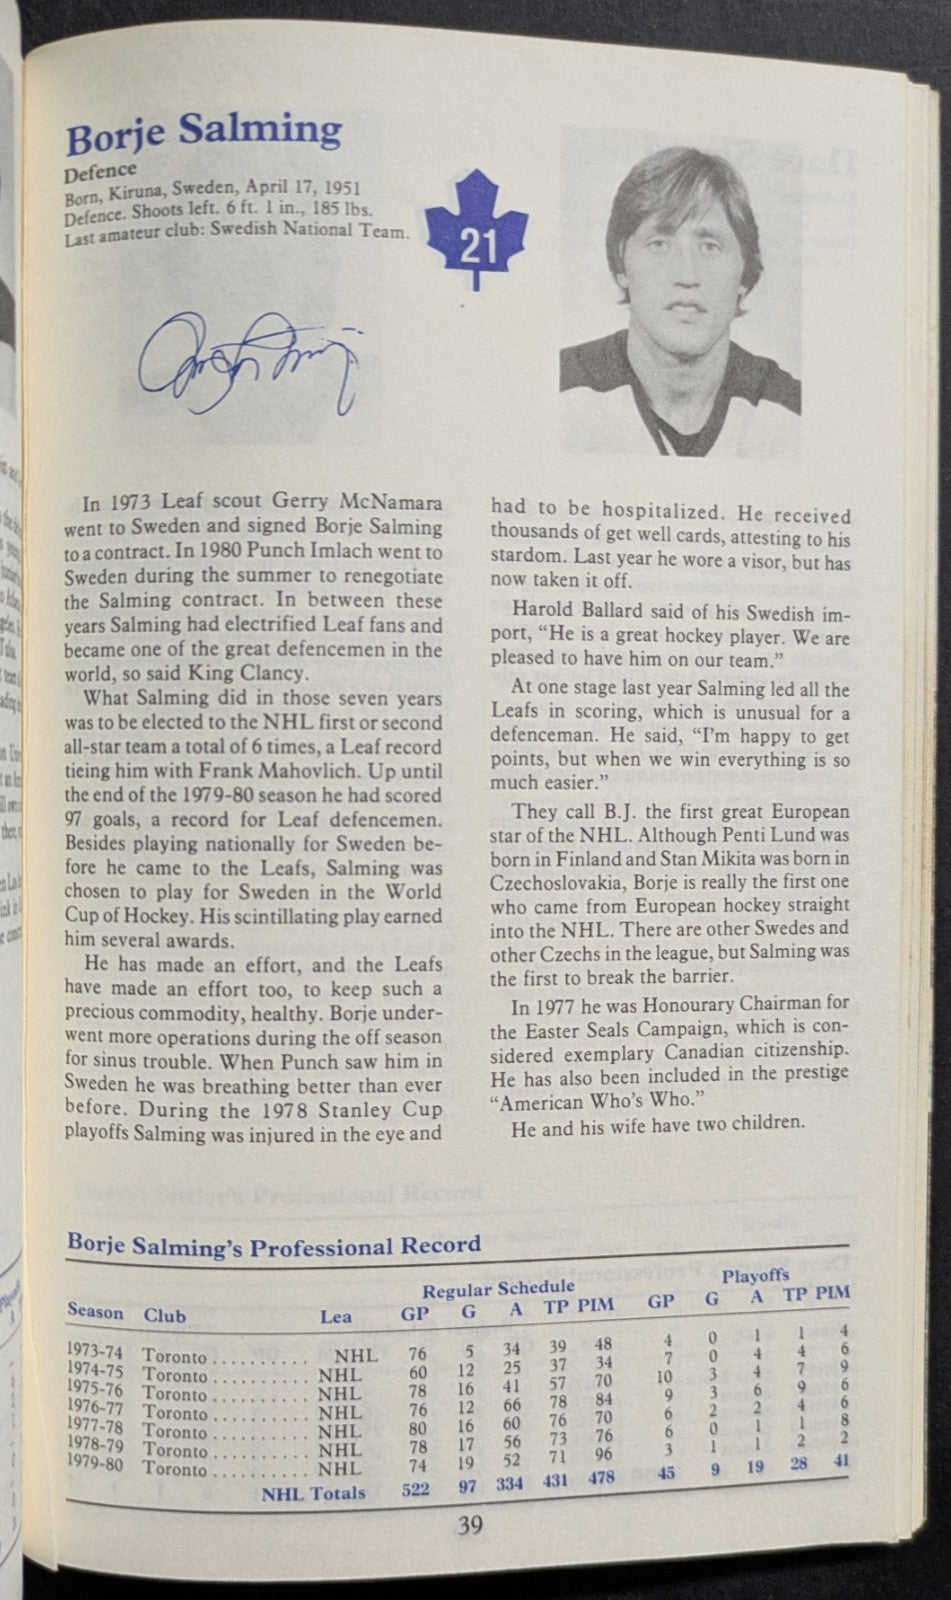 Borje Salming
Defence
Born, Kiruna, Sweden, April 17, 1951
Defence. Shoots left. 6 ft. 1 in., 185 lbs.
Last amateur club: Swedish National Team.
21
In 1973 Leaf scout Gerry McNamara
went to Sweden and signed Borje Salming
to a contract. In 1980 Punch Imlach went to
Sweden during the summer to renegotiate
the Salming contract. In between these
years Salming had electrified Leaf fans and
became one of the great defencemen in the
world, so said King Clancy.
What Salming did in those seven years
was to be elected to the NHL first or second
all-star team a total of 6 times, a Leaf record
tieing him with Frank Mahovlich. Up until
the end of the 1979-80 season he had scored
97 goals, a record for Leaf defencemen.
Besides playing nationally for Sweden be-
fore he came to the Leafs, Salming was
chosen to play for Sweden in the World
Cup of Hockey. His scintillating play earned
him several awards.
He has made an effort, and the Leafs
have made an effort too, to keep such a
precious commodity, healthy. Borje under-
went more operations during the off season
for sinus trouble. When Punch saw him in
Sweden he was breathing better than ever
before. During the 1978 Stanley Cup
playoffs Salming was injured in the eye and
had to be hospitalized. He received
thousands of get well cards, attesting to his
stardom. Last year he wore a visor, but has
now taken it off.
Harold Ballard said of his Swedish im-
port, “He is a great hockey player. We are
pleased to have him on our team.”
At one stage last year Salming led all the
Leafs in scoring, which is unusual for a
defenceman. He said, “I'm happy to get
points, but when we win everything is so
much easier.”
They call B.J. the first great European
star of the NHL. Although Penti Lund was
born in Finland and Stan Mikita was born in
Czechoslovakia, Borje is really the first one
who came from European hockey straight
into the NHL. There are other Swedes and
other Czechs in the league, but Salming was
the first to break the barrier.
In 1977 he was Honourary Chairman for
the Easter Seals Campaign, which is con-
sidered exemplary Canadian citizenship.
He has also been included in the prestige
“American Who's Who.”
He and his wife have two children.
Borje Salming's Professional Record
Regular Schedule Playoffs
Season Club Lea GP G A TP PIM GP G A TP PIM
1973-74 Toronto .......... NHL 76 5 34 39 48 4 0 1 1 4
1974-75 Toronto .......... NHL 60 12 25 37 34 7 0 4 4 6
1975-76 Toronto .......... NHL 78 16 41 57 70 10 3 4 7 9
1976-77 Toronto .......... NHL 76 12 66 78 84 9 3 6 9 6
1977-78 Toronto .......... NHL 80 16 60 76 70 6 2 2 4 6
1978-79 Toronto .......... NHL 78 17 56 73 76 6 0 1 1 8
1979-80 Toronto .......... NHL 74 19 52 71 96 3 1 1 2 2
NHL Totals 522 97 334 431 478 45 9 19 28 41
39